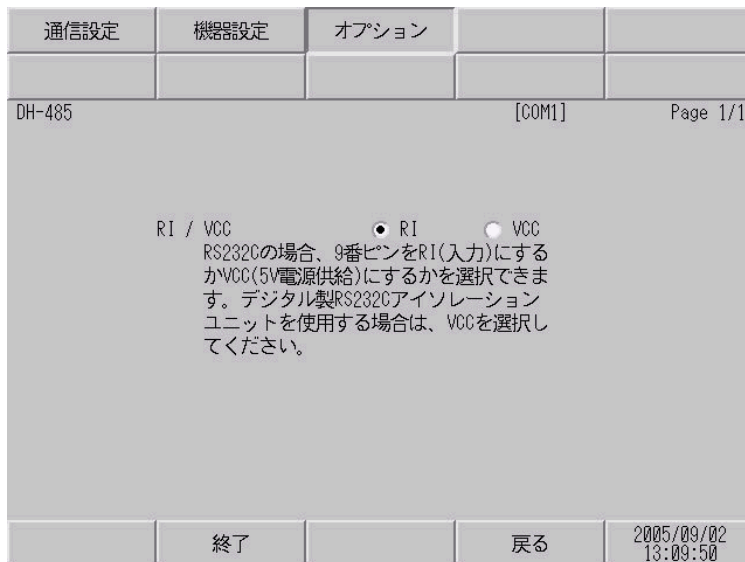 通信設定 機器設定 オプション
DH-485 [COM1] Page 1/1
RI / VCC RI VCC
RS232Cの場合、9番ピンをRI(入力)にする
かVCC(5V電源供給)にするかを選択できま
す。デジタル製RS232Cアイソレーション
ユニットを使用する場合は、VCCを選択し
てください。
終了 戻る 2005/09/02
13:09:50